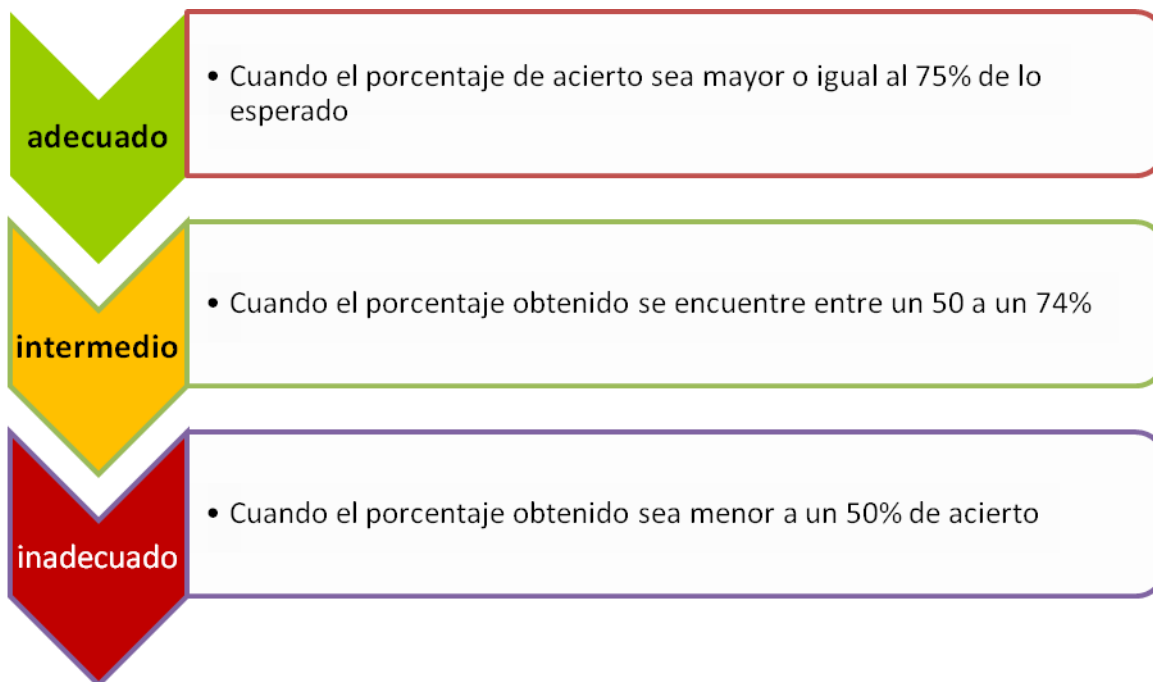 adecuado
• Cuando el porcentaje de acierto sea mayor o igual al 75% de lo
esperado
intermedio
• Cuando el porcentaje obtenido se encuentre entre un 50 a un 74%
inadecuado
• Cuando el porcentaje obtenido sea menor a un 50% de acierto